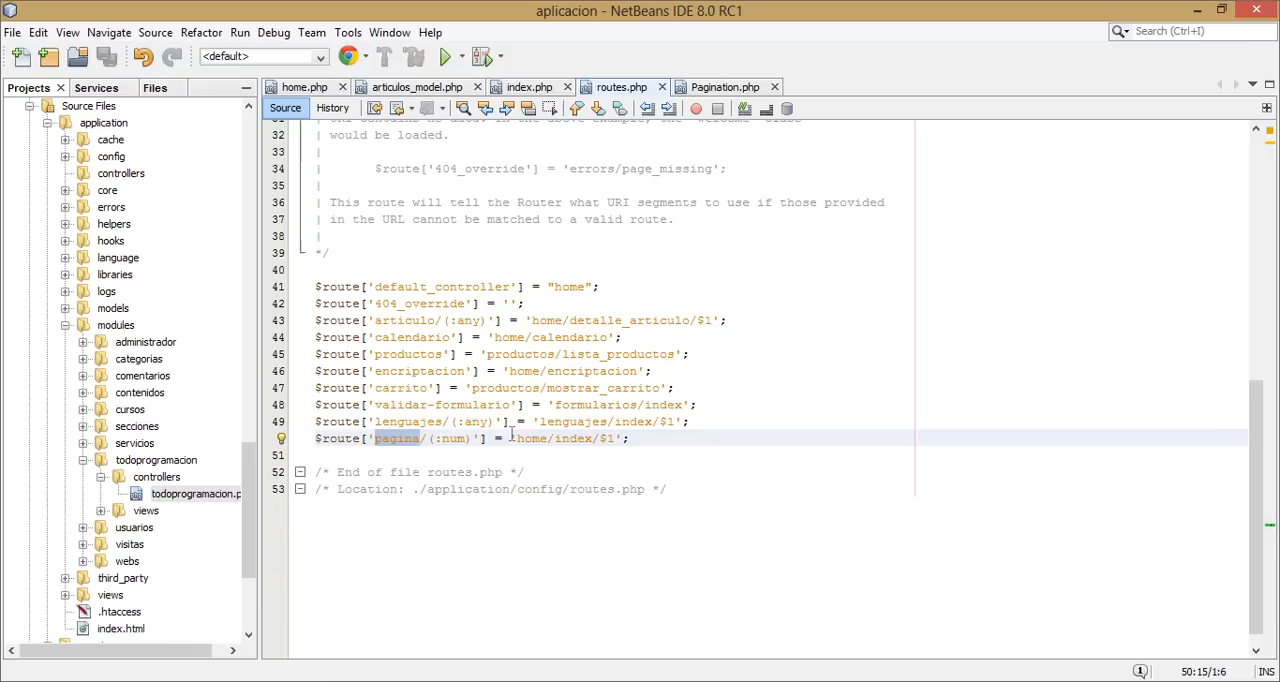 aplicacion - NetBeans IDE 8.0 RC1
File Edit View Navigate Source Refactor Run Debug Team Tools Window Help
Search (Ctrl+I)
<default>
Projects Services Files
home.php articulos_model.php index.php routes.php Pagination.php
Source History
Source Files
application
cache
config
controllers
core
errors
helpers
hooks
language
libraries
logs
models
modules
administrador
categorias
comentarios
contenidos
cursos
secciones
servicios
todoprogramacion
controllers
todoprogramacion.p
views
usuarios
visitas
webs
third_party
views
.htaccess
index.html
32 | would be loaded.
33 |
34 | $route['404_override'] = 'errors/page_missing';
35 |
36 | This route will tell the Router what URI segments to use if those provided
37 | in the URL cannot be matched to a valid route.
38 |
39 */
40
41 $route['default_controller'] = "home";
42 $route['404_override'] = '';
43 $route['articulo/(:any)'] = 'home/detalle_articulo/$1';
44 $route['calendario'] = 'home/calendario';
45 $route['productos'] = 'productos/lista_productos';
46 $route['encriptacion'] = 'home/encriptacion';
47 $route['carrito'] = 'productos/mostrar_carrito';
48 $route['validar-formulario'] = 'formularios/index';
49 $route['lenguajes/(:any)'] = 'lenguajes/index/$1';
$route['pagina/(:num)'] = 'home/index/$1';
51
52 /* End of file routes.php */
53 /* Location: ./application/config/routes.php */
50:15/1:6 INS